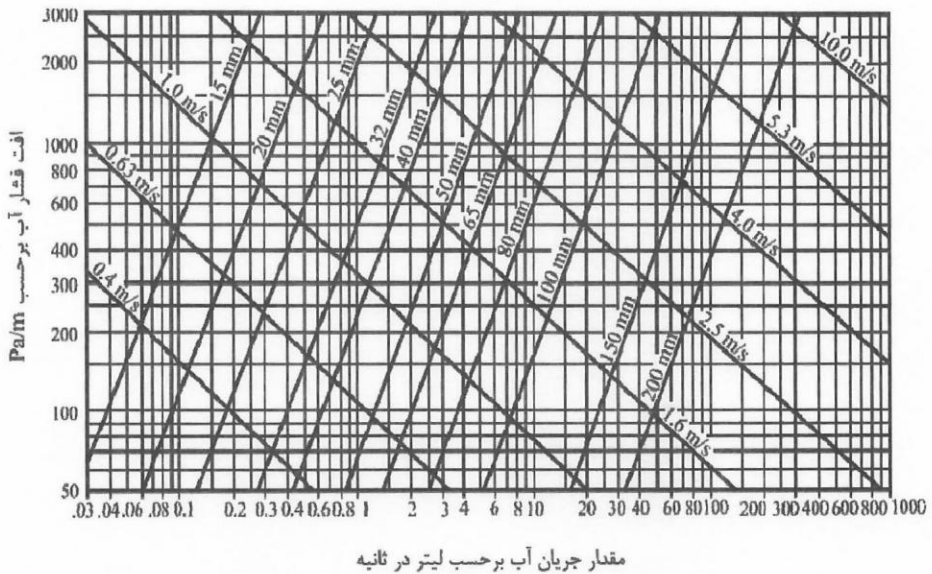 3000
2000
1000
800
600
400
300
200
100
50
افت فشار آب برحسب Pa/m
15 mm
20 mm
25 mm
32 mm
40 mm
50 mm
65 mm
80 mm
100 mm
150 mm
200 mm
1.0 m/s
0.63 m/s
0.4 m/s
10.0 m/s
5.3 m/s
4.0 m/s
2.5 m/s
1.6 m/s
.03 .04 .06 .08 0.1 0.2 0.3 0.4 0.6 0.8 1 2 3 4 6 8 10 20 30 40 60 80 100 200 300 400 600 800 1000
مقدار جریان آب برحسب لیتر در ثانیه